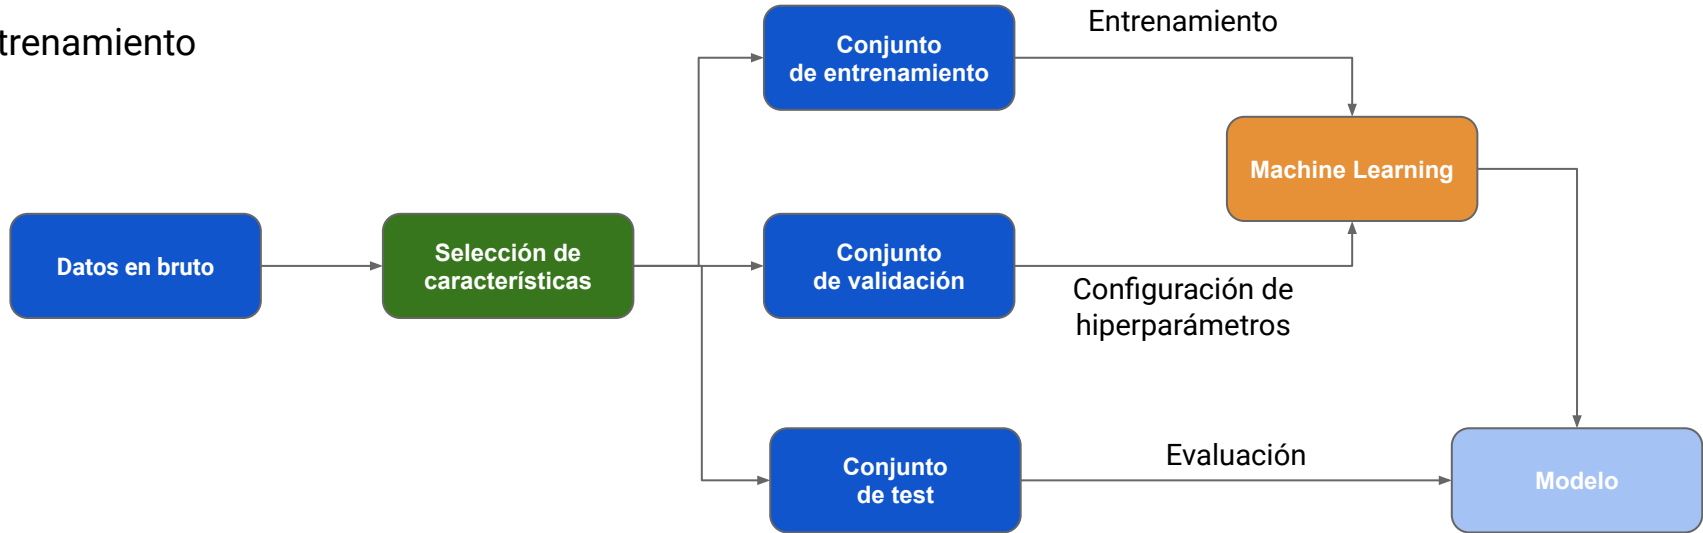 trenamiento
Conjunto
de entrenamiento
Entrenamiento
Machine Learning
Datos en bruto
Selección de
características
Conjunto
de validación
Configuración de
hiperparámetros
Conjunto
de test
Evaluación
Modelo